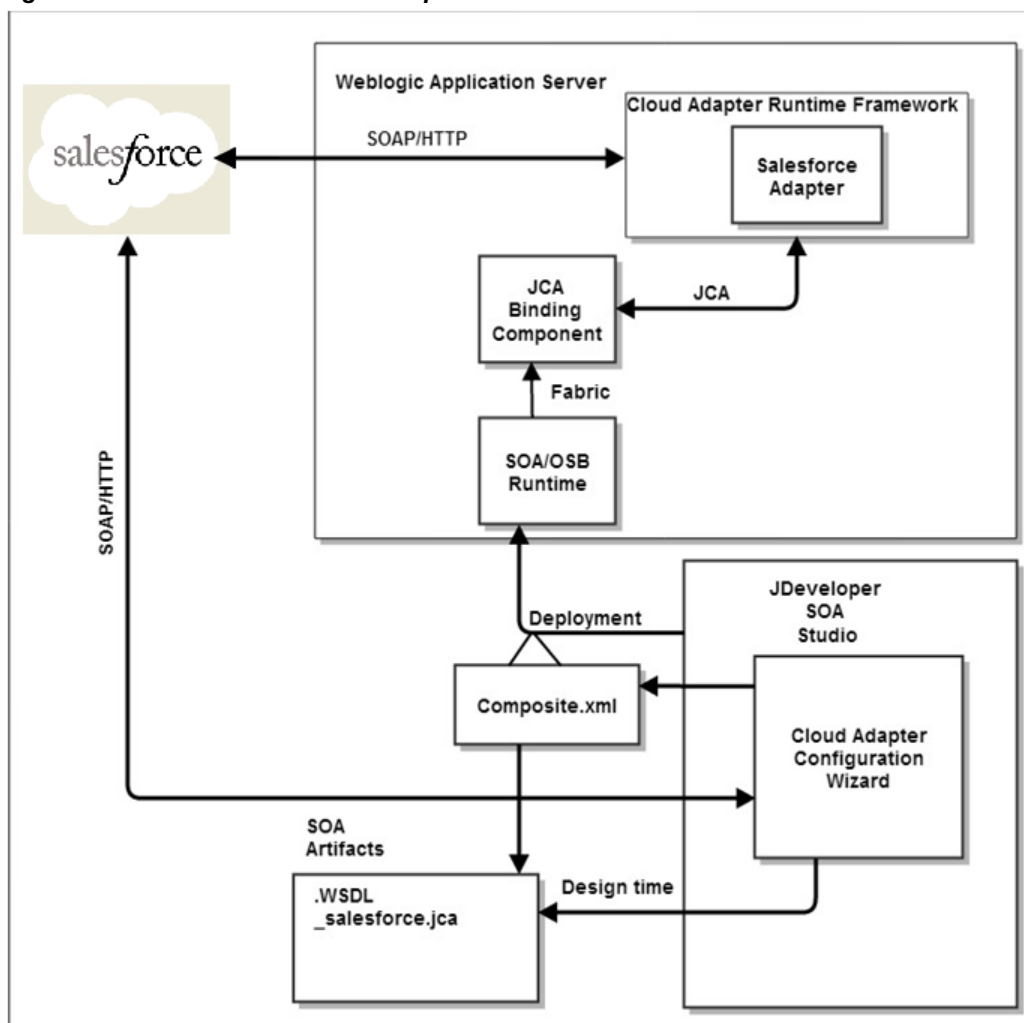 Weblogic Application Server
Cloud Adapter Runtime Framework
salesforce
SOAP/HTTP
Salesforce
Adapter
JCA
Binding
Component
JCA
Fabric
SOA/OSB
Runtime
SOAP/HTTP
JDeveloper
SOA
Studio
Deployment
Composite.xml
Cloud Adapter
Configuration
Wizard
SOA
Artifacts
.WSDL
_salesforce.jca
Design time